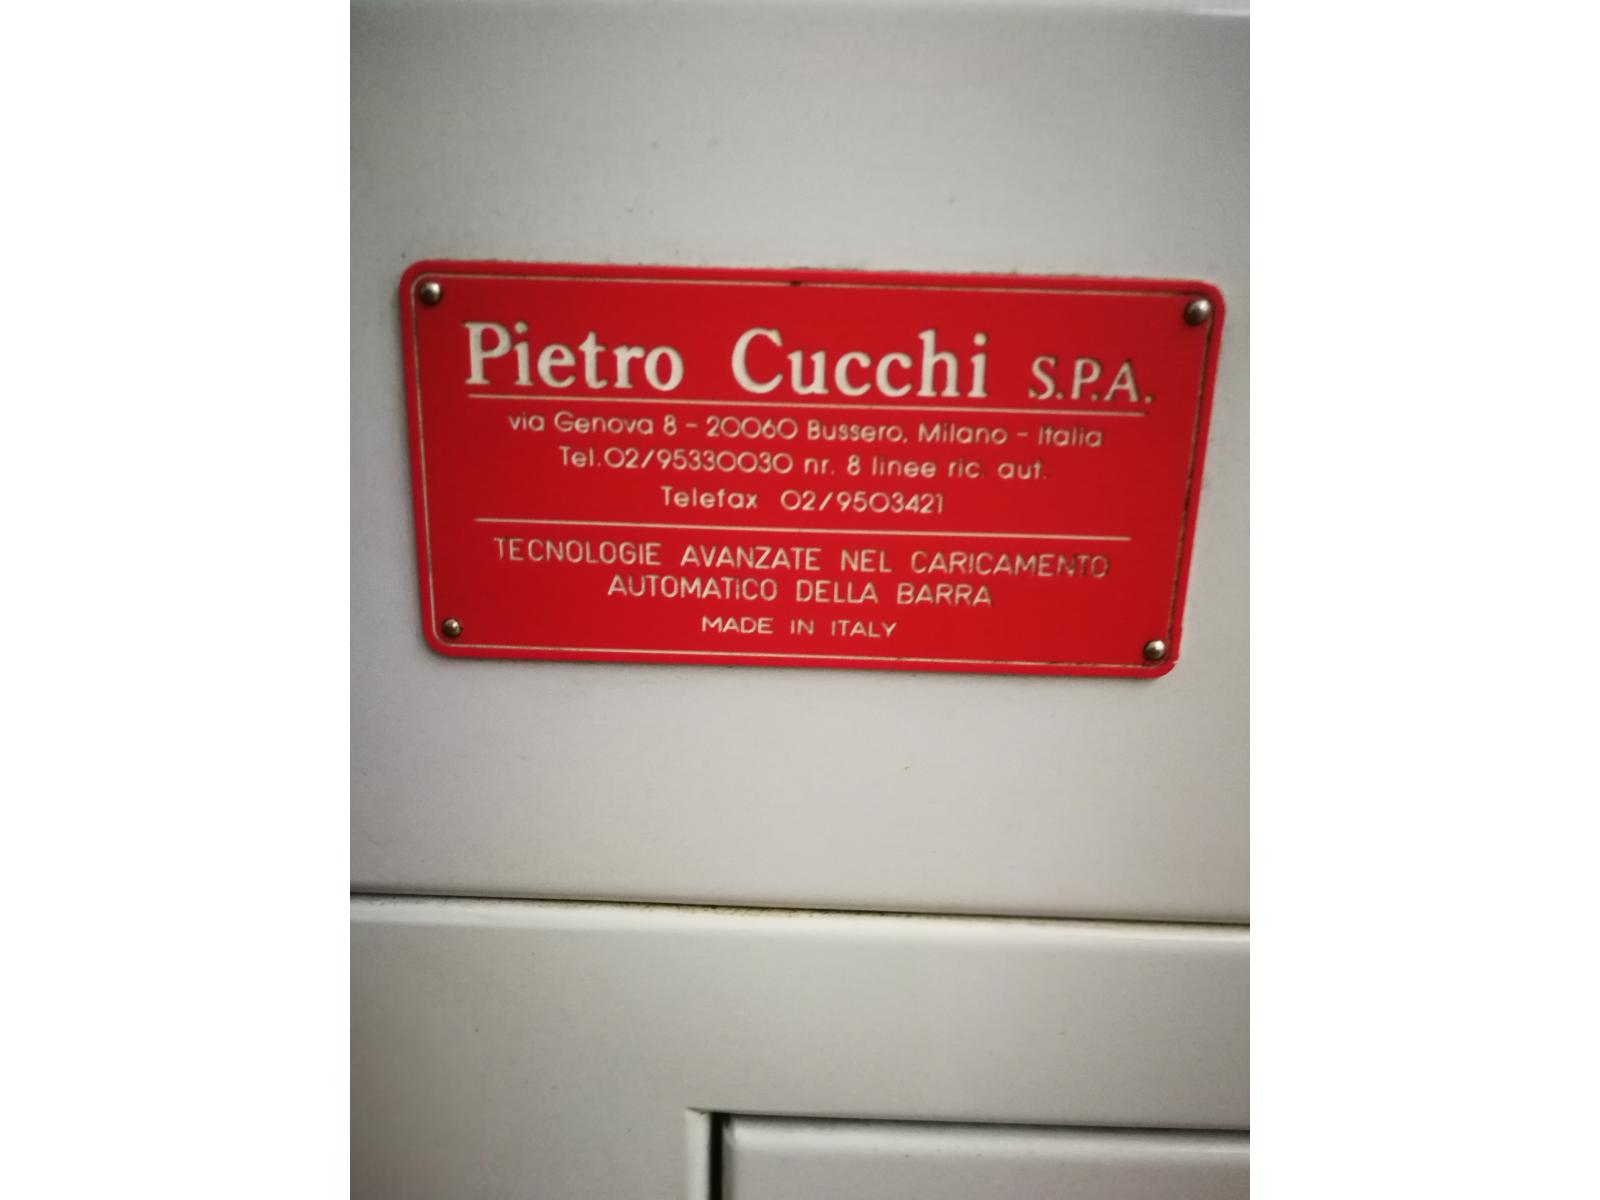 Pietro Cucchi S.P.A.
via Genova 8 - 20060 Bussero, Milano - Italia
Tel.02/95330030 nr. 8 linee ric. aut.
Telefax 02/9503421
TECNOLOGIE AVANZATE NEL CARICAMENTO
AUTOMATICO DELLA BARRA
MADE IN ITALY